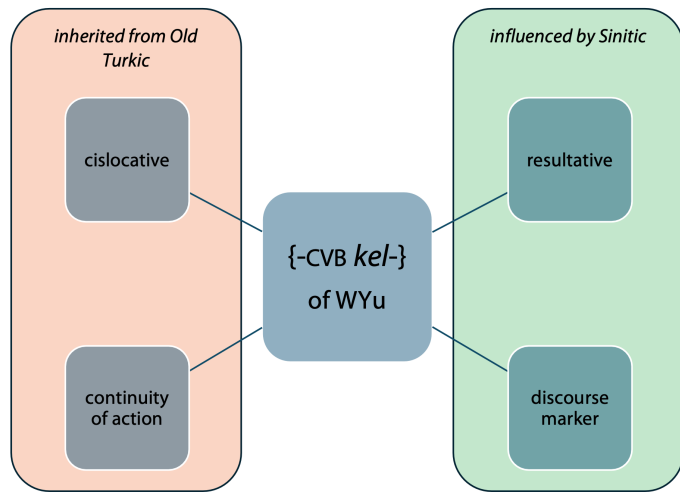 inherited from Old
Turkic
cislocative
continuity
of action
{-CVB kel-}
of WYu
influenced by Sinitic
resultative
discourse
marker